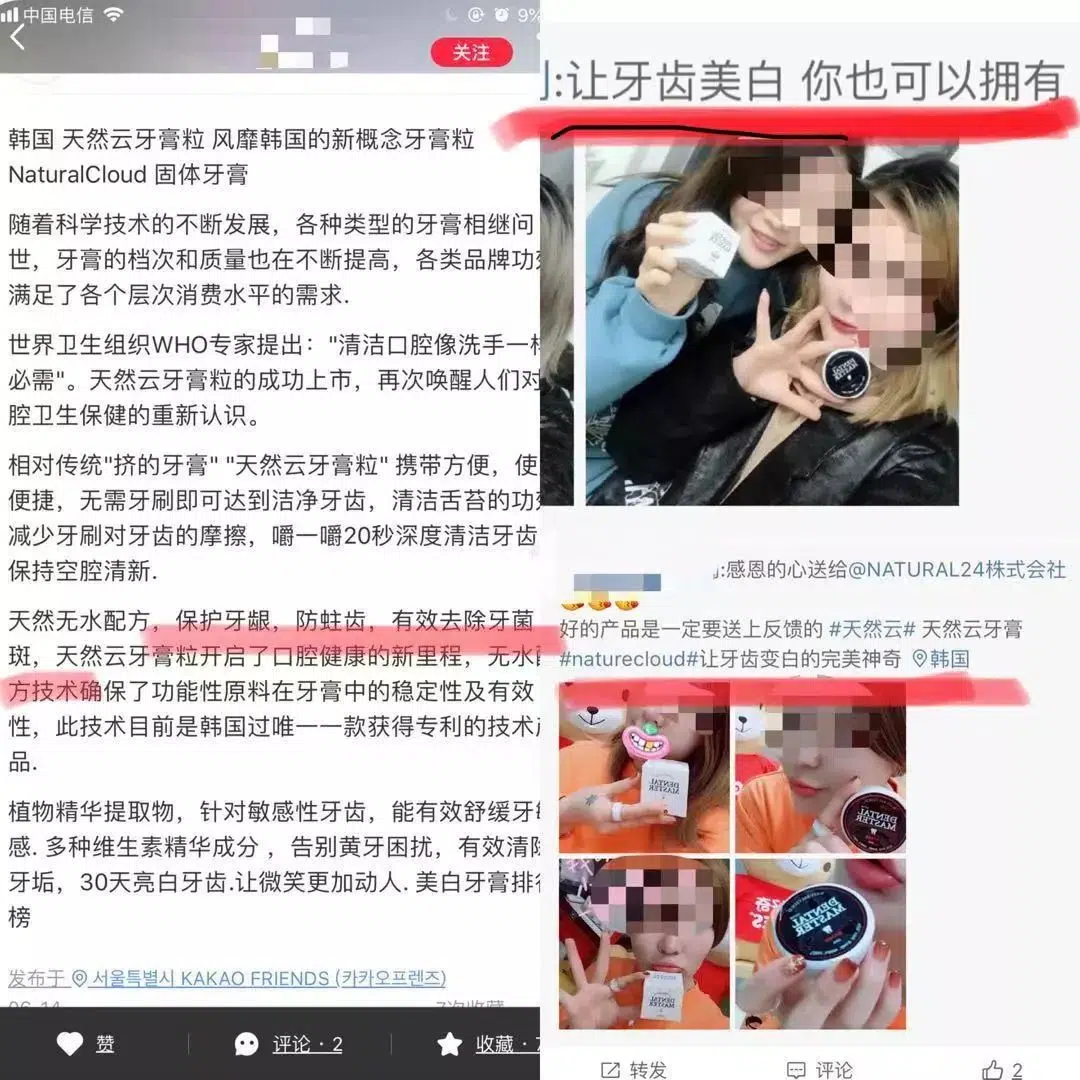 中国电信
9%
关注
韩国 天然云牙膏粒 风靡韩国的新概念牙膏粒
NaturalCloud 固体牙膏
随着科学技术的不断发展，各种类型的牙膏相继问
世，牙膏的档次和质量也在不断提高，各类品牌功
满足了各个层次消费水平的需求.
世界卫生组织WHO专家提出："清洁口腔像洗手一
必需"。天然云牙膏粒的成功上市，再次唤醒人们对
腔卫生保健的重新认识。
相对传统"挤的牙膏" "天然云牙膏粒" 携带方便，使
便捷，无需牙刷即可达到洁净牙齿，清洁舌苔的功
减少牙刷对牙齿的摩擦，嚼一嚼20秒深度清洁牙齿
保持空腔清新.
天然无水配方，保护牙龈，防蛀齿，有效去除牙菌
斑，天然云牙膏粒开启了口腔健康的新里程，无水
方技术确保了功能性原料在牙膏中的稳定性及有效
性，此技术目前是韩国过唯一一款获得专利的技术
品.
植物精华提取物，针对敏感性牙齿，能有效舒缓牙
感. 多种维生素精华成分 ，告别黄牙困扰，有效清
牙垢，30天亮白牙齿.让微笑更加动人. 美白牙膏排
榜
发布于 서울특별시 KAKAO FRIENDS (카카오프렌즈)
赞
评论 · 2
收藏 · 7
:让牙齿美白 你也可以拥有
DENTAL
MASTER
DENTAL
MASTER
:感恩的心送给@NATURAL24株式会社
好的产品是一定要送上反馈的 #天然云# 天然云牙膏
#naturecloud#让牙齿变白的完美神奇 韩国
DENTAL
MASTER
DENTAL
MASTER
DENTAL
MASTER
DENTAL
MASTER
转发
评论
2